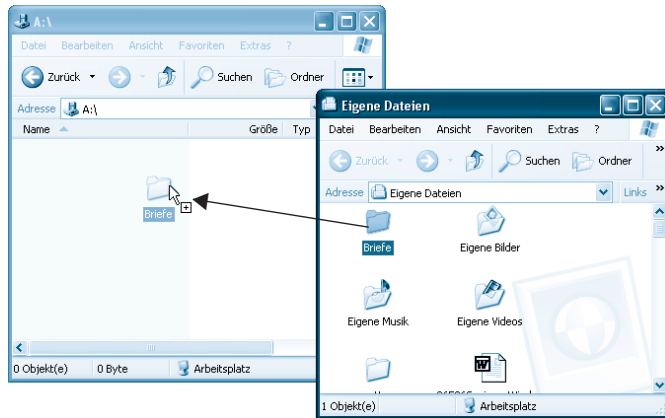 A:\
Datei Bearbeiten Ansicht Favoriten Extras ?
Zurück Suchen Ordner
Adresse A:\
Name Größe Typ
Briefe
0 Objekt(e) 0 Byte Arbeitsplatz
Eigene Dateien
Datei Bearbeiten Ansicht Favoriten Extras ?
Zurück Suchen Ordner »
Adresse Eigene Dateien Links »
Briefe Eigene Bilder
Eigene Musik Eigene Videos
1 Objekt(e) Arbeitsplatz